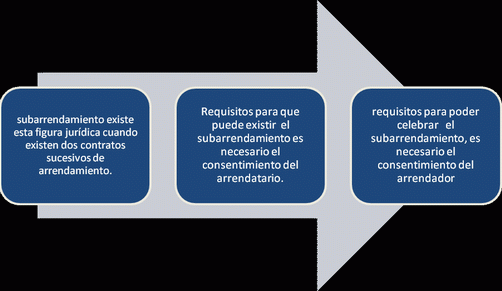 subarrendamiento existe
esta figura jurídica cuando
existen dos contratos
sucesivos de
arrendamiento.
Requisitos para que
puede existir el
subarrendamiento es
necesario el
consentimiento del
arrendatario.
requisitos para poder
celebrar el
subarrendamiento, es
necesario el
consentimiento del
arrendador